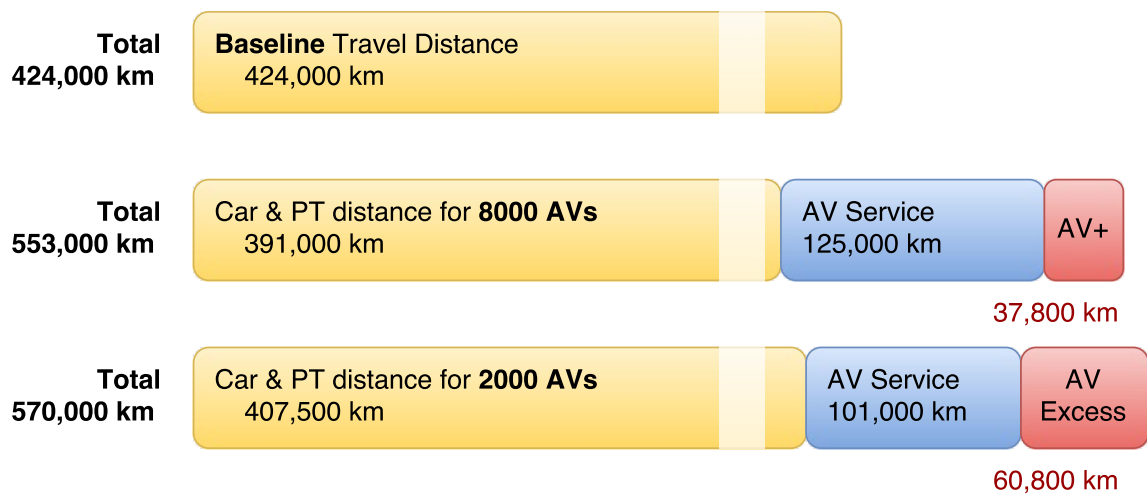 Total
424,000 km
Baseline Travel Distance
424,000 km
Total
553,000 km
Car & PT distance for 8000 AVs
391,000 km
AV Service
125,000 km
AV+
37,800 km
Total
570,000 km
Car & PT distance for 2000 AVs
407,500 km
AV Service
101,000 km
AV
Excess
60,800 km